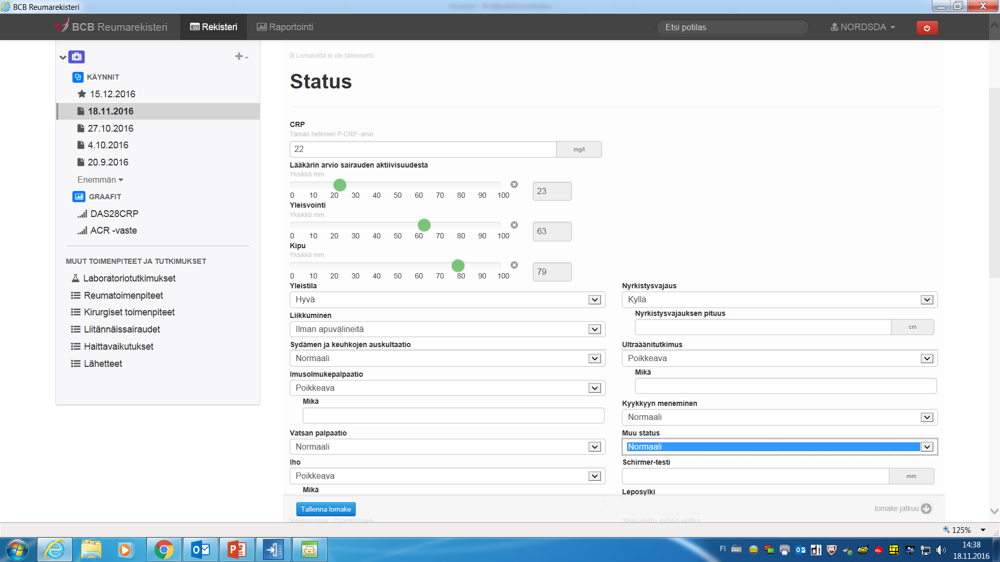 BCB Reumarekisteri
BCB Reumarekisteri
Rekisteri
Raportointi
Etsi potilas
NORDSDA
KÄYNNIT
15.12.2016
18.11.2016
27.10.2016
4.10.2016
20.9.2016
Enemmän
GRAAFIT
DAS28CRP
ACR -vaste
MUUT TOIMENPITEET JA TUTKIMUKSET
Laboratoriotutkimukset
Reumatoimenpiteet
Kirurgiset toimenpiteet
Liitännäissairaudet
Haittavaikutukset
Lähetteet
Lomaketta ei ole tallennettu
Status
CRP
Tämän hetkinen P-CRP -arvo
22 mg/l
Lääkärin arvio sairauden aktiivisuudesta
Yksikkö mm
23
0 10 20 30 40 50 60 70 80 90 100
Yleisvointi
Yksikkö mm
63
0 10 20 30 40 50 60 70 80 90 100
Kipu
Yksikkö mm
79
0 10 20 30 40 50 60 70 80 90 100
Yleistila
Hyvä
Liikkuminen
Ilman apuvälineitä
Sydämen ja keuhkojen auskultaatio
Normaali
Imusolmukepalpaatio
Poikkeava
Mikä
Vatsan palpaatio
Normaali
Iho
Poikkeava
Mikä
Verenpaine - Diastolinen
Nyrkistysvajaus
Kyllä
Nyrkistysvajauksen pituus
cm
Ultraäänitutkimus
Poikkeava
Mikä
Kyykkyyn meneminen
Normaali
Muu status
Normaali
Schirmer-testi
mm
Leposylki
Stimuloitu syljen eritys
Tallenna lomake
lomake jatkuu
125%
FI
14:38
18.11.2016